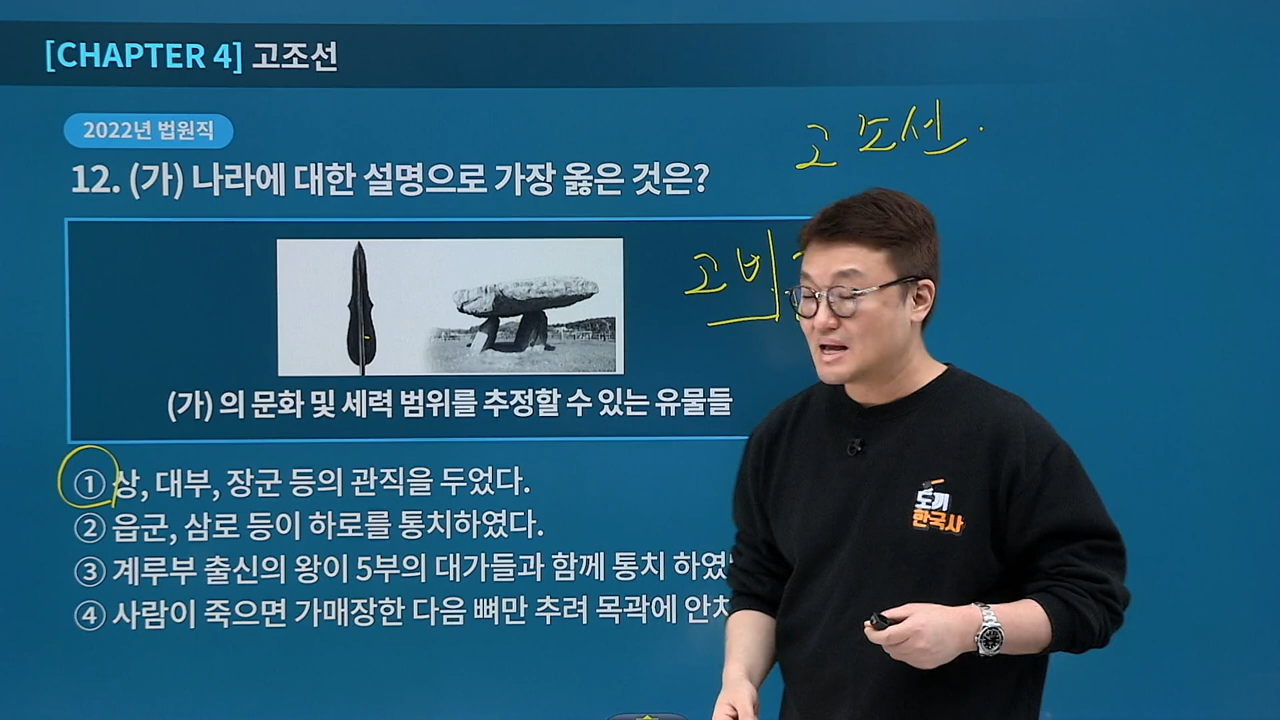 [CHAPTER 4] 고조선
2022년 법원직
고조선.
12. (가) 나라에 대한 설명으로 가장 옳은 것은?
고비
(가) 의 문화 및 세력 범위를 추정할 수 있는 유물들
① 상, 대부, 장군 등의 관직을 두었다.
② 읍군, 삼로 등이 하로를 통치하였다.
③ 계루부 출신의 왕이 5부의 대가들과 함께 통치 하였
④ 사람이 죽으면 가매장한 다음 뼈만 추려 목곽에 안치
도끼
한국사